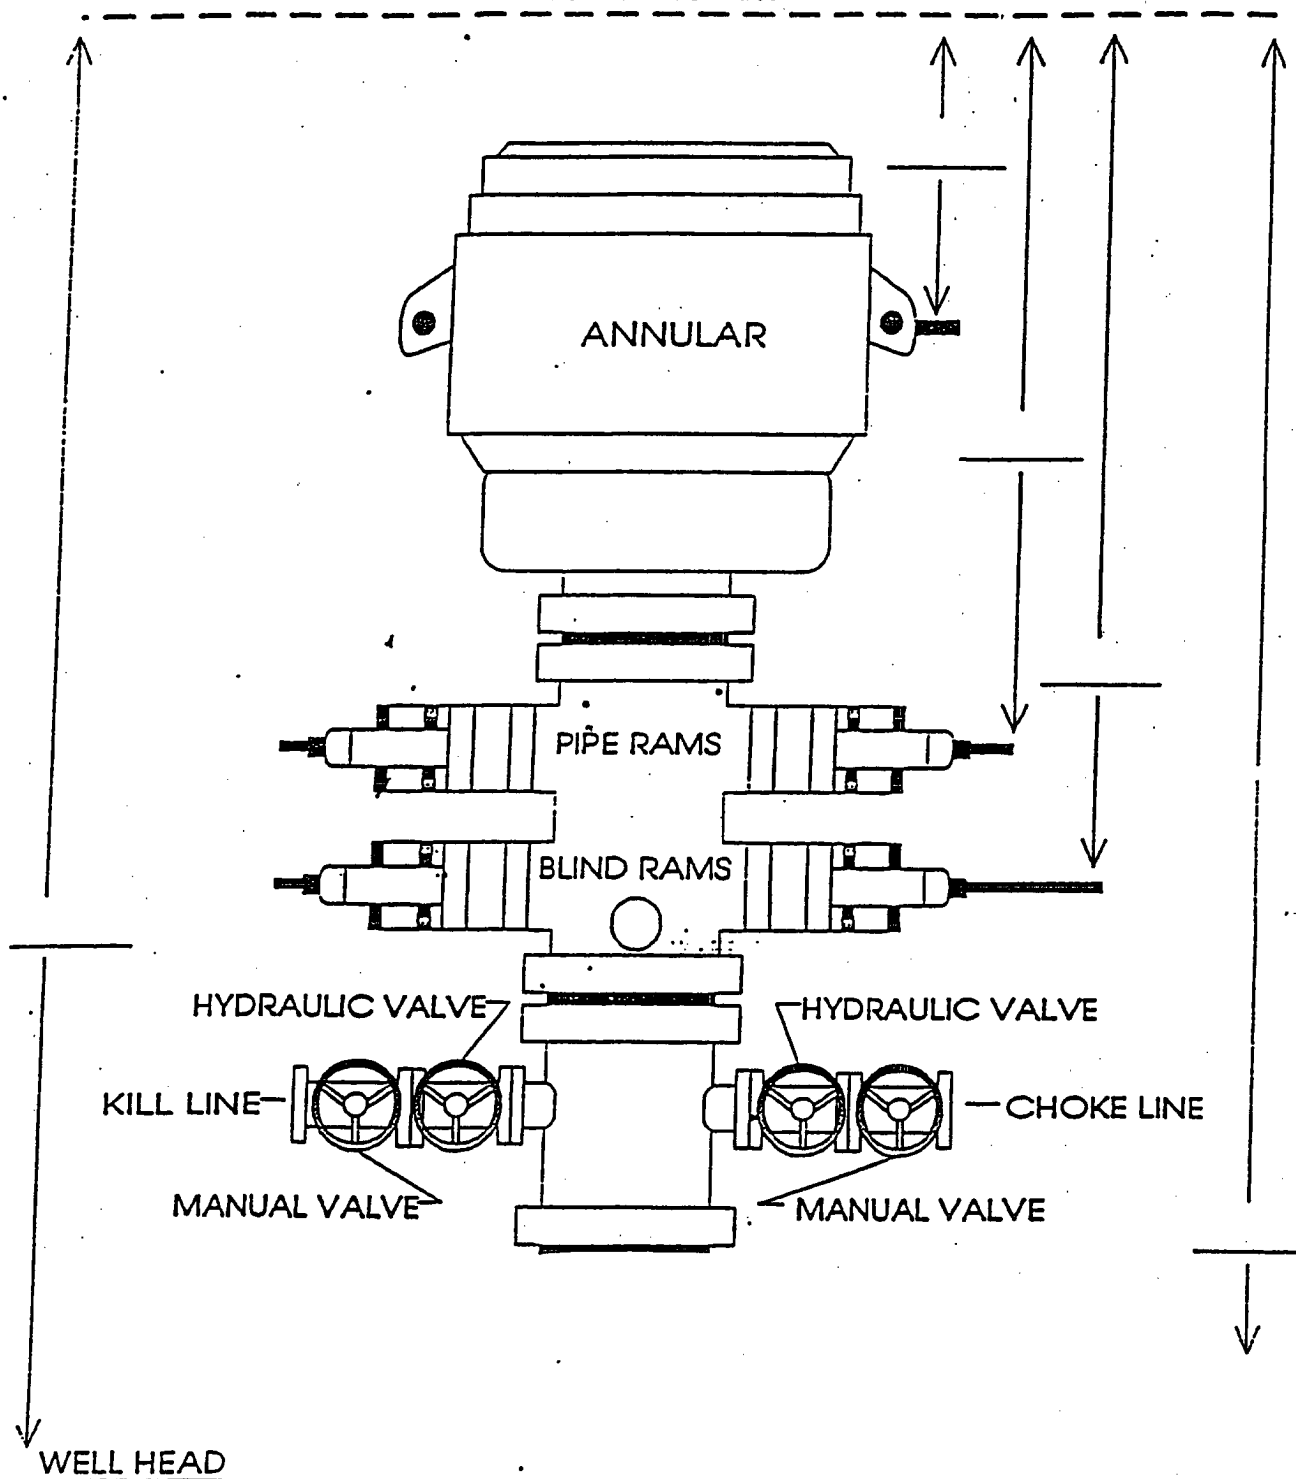 ANNULAR
PIPE RAMS
BLIND RAMS
HYDRAULIC VALVE
HYDRAULIC VALVE
KILL LINE
CHOKE LINE
MANUAL VALVE
MANUAL VALVE
WELL HEAD